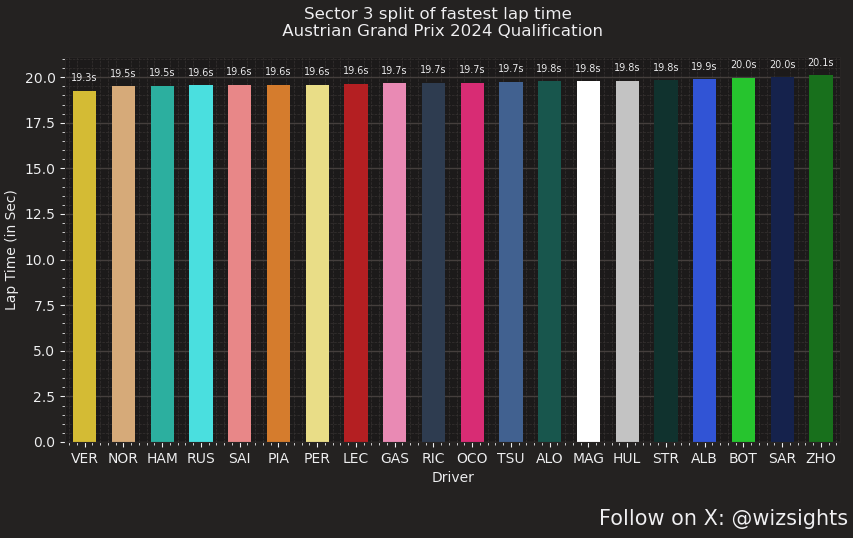 Sector 3 split of fastest lap time
Austrian Grand Prix 2024 Qualification
19.3s 19.5s 19.5s 19.6s 19.6s 19.6s 19.6s 19.6s 19.7s 19.7s 19.7s 19.7s 19.8s 19.8s 19.8s 19.8s 19.9s 20.0s 20.0s 20.1s
20.0
17.5
15.0
12.5
10.0
7.5
5.0
2.5
0.0
Lap Time (in Sec)
VER NOR HAM RUS SAI PIA PER LEC GAS RIC OCO TSU ALO MAG HUL STR ALB BOT SAR ZHO
Driver
Follow on X: @wizsights